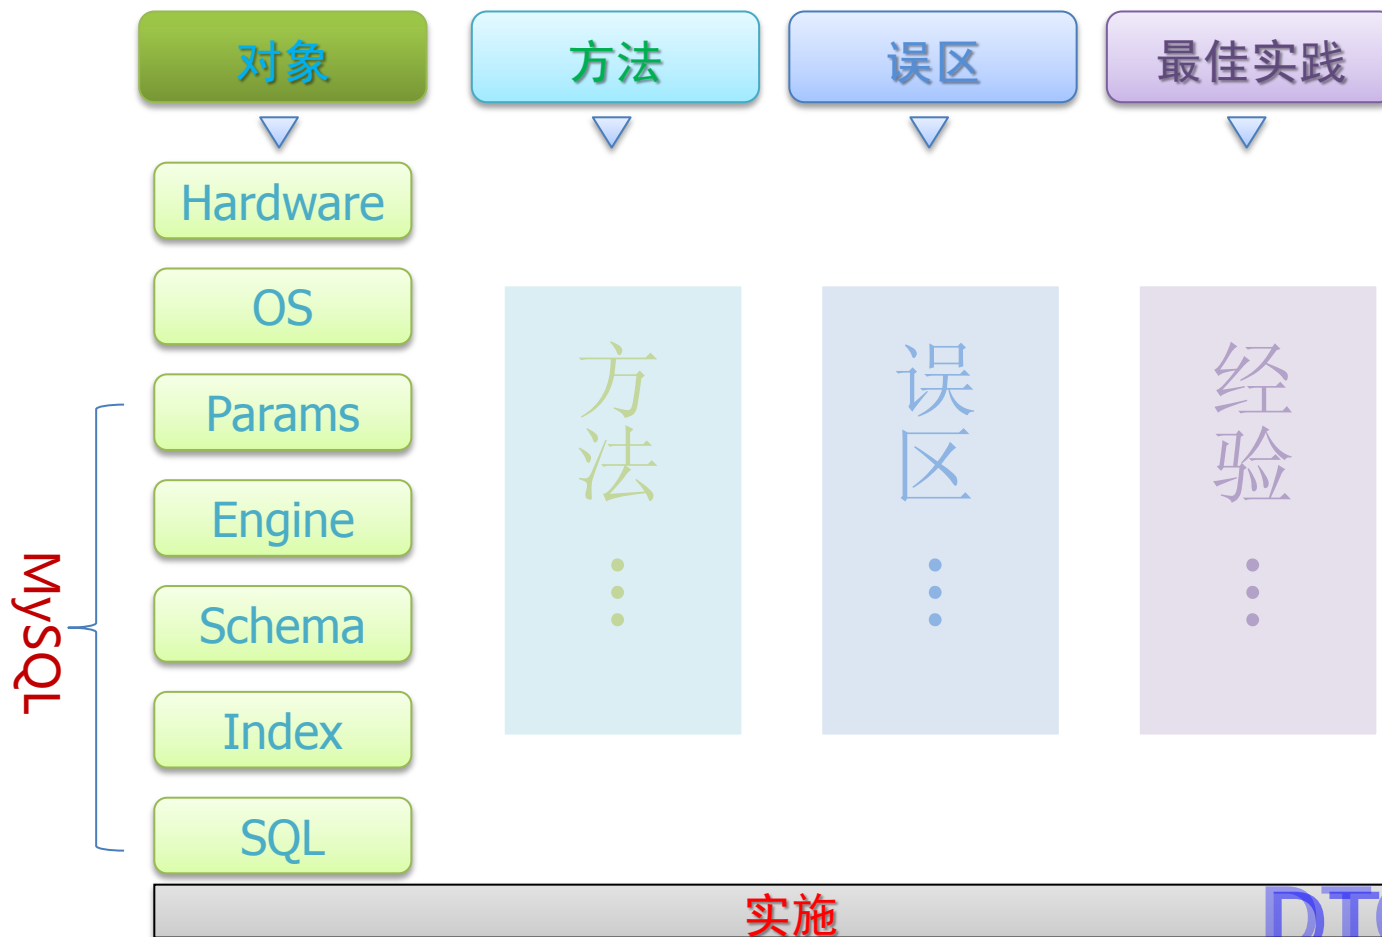 对象
方法
误区
最佳实践
Hardware
OS
Params
Engine
Schema
Index
SQL
MySQL
方法
误区
经验
实施